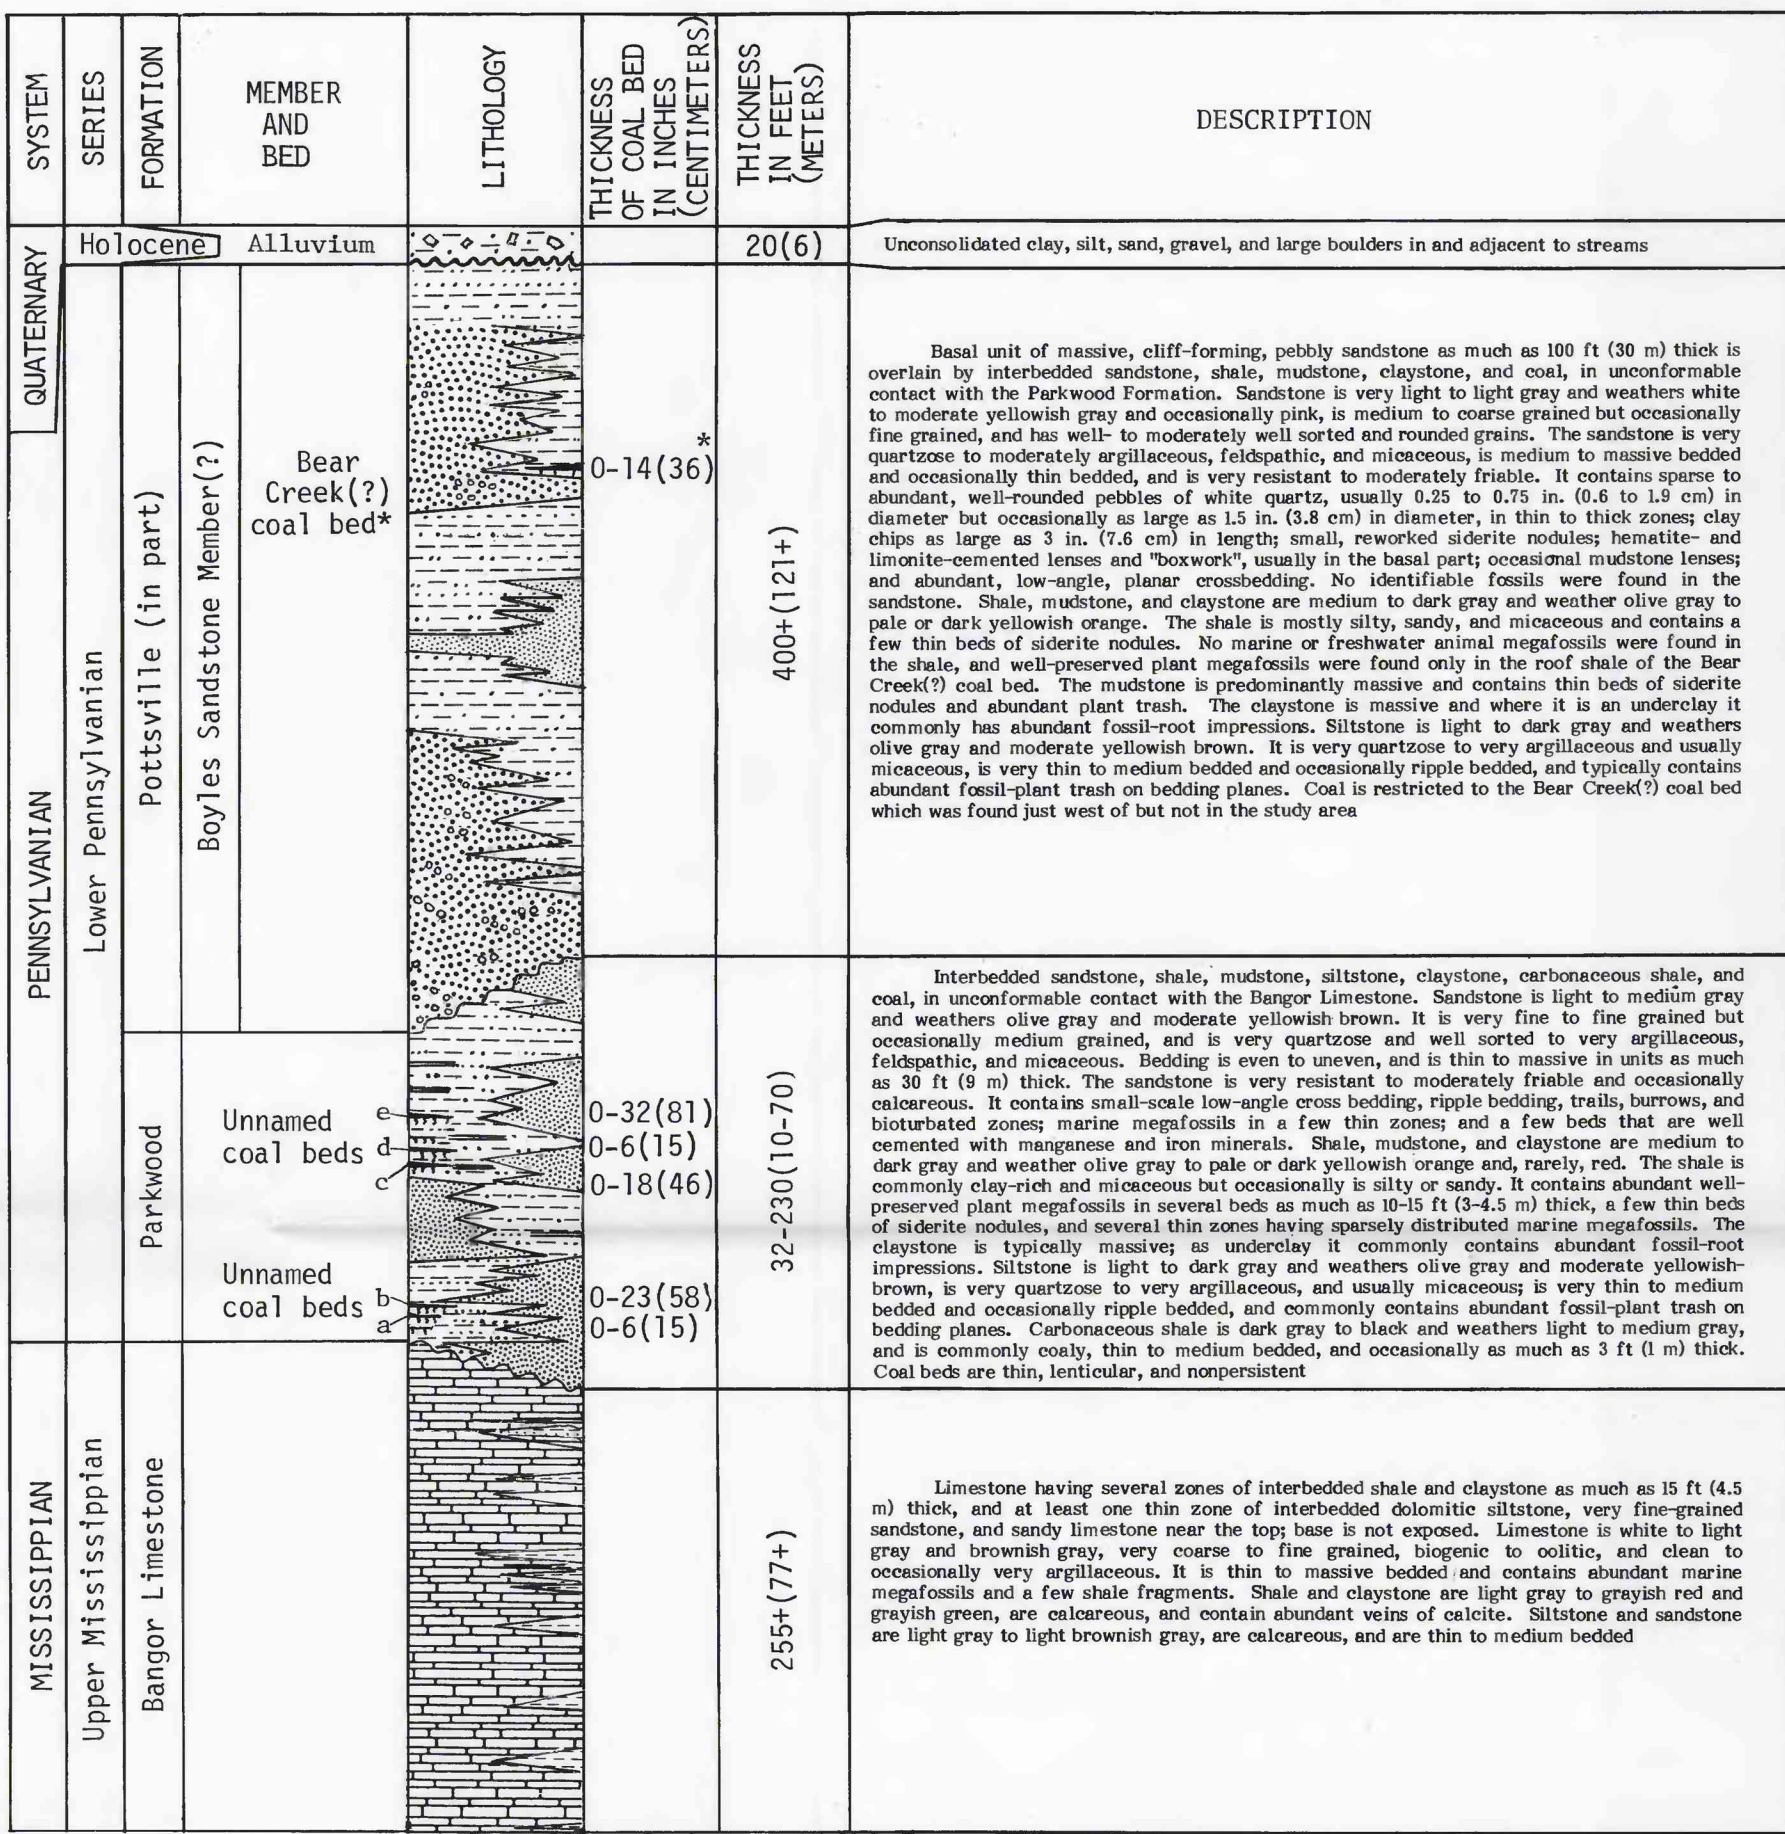 SYSTEM
SERIES
FORMATION
MEMBER
AND
BED
LITHOLOGY
THICKNESS
OF COAL BED
IN INCHES
(CENTIMETERS)
THICKNESS
IN FEET
(METERS)
DESCRIPTION
QUATERNARY
Holocene
Alluvium
20(6)
Unconsolidated clay, silt, sand, gravel, and large boulders in and adjacent to streams
PENNSYLVANIAN
Lower Pennsylvanian
Pottsville (in part)
Boyles Sandstone Member(?)
Bear
Creek(?)
coal bed*
*
0-14(36)
400+(121+)
Basal unit of massive, cliff-forming, pebbly sandstone as much as 100 ft (30 m) thick is
overlain by interbedded sandstone, shale, mudstone, claystone, and coal, in unconformable
contact with the Parkwood Formation. Sandstone is very light to light gray and weathers white
to moderate yellowish gray and occasionally pink, is medium to coarse grained but occasionally
fine grained, and has well- to moderately well sorted and rounded grains. The sandstone is very
quartzose to moderately argillaceous, feldspathic, and micaceous, is medium to massive bedded
and occasionally thin bedded, and is very resistant to moderately friable. It contains sparse to
abundant, well-rounded pebbles of white quartz, usually 0.25 to 0.75 in. (0.6 to 1.9 cm) in
diameter but occasionally as large as 1.5 in. (3.8 cm) in diameter, in thin to thick zones; clay
chips as large as 3 in. (7.6 cm) in length; small, reworked siderite nodules; hematite- and
limonite-cemented lenses and "boxwork", usually in the basal part; occasional mudstone lenses;
and abundant, low-angle, planar crossbedding. No identifiable fossils were found in the
sandstone. Shale, mudstone, and claystone are medium to dark gray and weather olive gray to
pale or dark yellowish orange. The shale is mostly silty, sandy, and micaceous and contains a
few thin beds of siderite nodules. No marine or freshwater animal megafossils were found in
the shale, and well-preserved plant megafossils were found only in the roof shale of the Bear
Creek(?) coal bed. The mudstone is predominantly massive and contains thin beds of siderite
nodules and abundant plant trash. The claystone is massive and where it is an underclay it
commonly has abundant fossil-root impressions. Siltstone is light to dark gray and weathers
olive gray and moderate yellowish brown. It is very quartzose to very argillaceous and usually
micaceous, is very thin to medium bedded and occasionally ripple bedded, and typically contains
abundant fossil-plant trash on bedding planes. Coal is restricted to the Bear Creek(?) coal bed
which was found just west of but not in the study area
Parkwood
Unnamed
coal beds
e
d
c
0-32(81)
0-6(15)
0-18(46)
Unnamed
coal beds
b
a
0-23(58)
0-6(15)
32-230(10-70)
Interbedded sandstone, shale, mudstone, siltstone, claystone, carbonaceous shale, and
coal, in unconformable contact with the Bangor Limestone. Sandstone is light to medium gray
and weathers olive gray and moderate yellowish brown. It is very fine to fine grained but
occasionally medium grained, and is very quartzose and well sorted to very argillaceous,
feldspathic, and micaceous. Bedding is even to uneven, and is thin to massive in units as much
as 30 ft (9 m) thick. The sandstone is very resistant to moderately friable and occasionally
calcareous. It contains small-scale low-angle cross bedding, ripple bedding, trails, burrows, and
bioturbated zones; marine megafossils in a few thin zones; and a few beds that are well
cemented with manganese and iron minerals. Shale, mudstone, and claystone are medium to
dark gray and weather olive gray to pale or dark yellowish orange and, rarely, red. The shale is
commonly clay-rich and micaceous but occasionally is silty or sandy. It contains abundant well-
preserved plant megafossils in several beds as much as 10-15 ft (3-4.5 m) thick, a few thin beds
of siderite nodules, and several thin zones having sparsely distributed marine megafossils. The
claystone is typically massive; as underclay it commonly contains abundant fossil-root
impressions. Siltstone is light to dark gray and weathers olive gray and moderate yellowish-
brown, is very quartzose to very argillaceous, and usually micaceous; is very thin to medium
bedded and occasionally ripple bedded, and commonly contains abundant fossil-plant trash on
bedding planes. Carbonaceous shale is dark gray to black and weathers light to medium gray,
and is commonly coaly, thin to medium bedded, and occasionally as much as 3 ft (1 m) thick.
Coal beds are thin, lenticular, and nonpersistent
MISSISSIPPIAN
Upper Mississippian
Bangor Limestone
255+(77+)
Limestone having several zones of interbedded shale and claystone as much as 15 ft (4.5
m) thick, and at least one thin zone of interbedded dolomitic siltstone, very fine-grained
sandstone, and sandy limestone near the top; base is not exposed. Limestone is white to light
gray and brownish gray, very coarse to fine grained, biogenic to oolitic, and clean to
occasionally very argillaceous. It is thin to massive bedded and contains abundant marine
megafossils and a few shale fragments. Shale and claystone are light gray to grayish red and
grayish green, are calcareous, and contain abundant veins of calcite. Siltstone and sandstone
are light gray to light brownish gray, are calcareous, and are thin to medium bedded